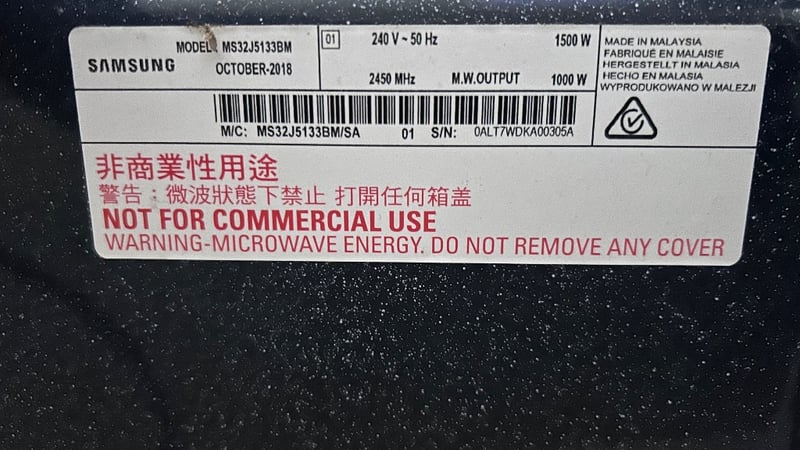 SAMSUNG
MODEL: MS32J5133BM
OCTOBER-2018
01
240 V ~ 50 Hz
1500 W
2450 MHz
M.W.OUTPUT
1000 W
M/C: MS32J5133BM/SA 01 S/N: 0ALT7WDKA00305A
MADE IN MALAYSIA
FABRIQUÉ EN MALAISIE
HERGESTELLT IN MALASIA
HECHO EN MALASIA
WYPRODUKOWANO W MALEZJI
非商業性用途
警告：微波狀態下禁止 打開任何箱盖
NOT FOR COMMERCIAL USE
WARNING-MICROWAVE ENERGY. DO NOT REMOVE ANY COVER